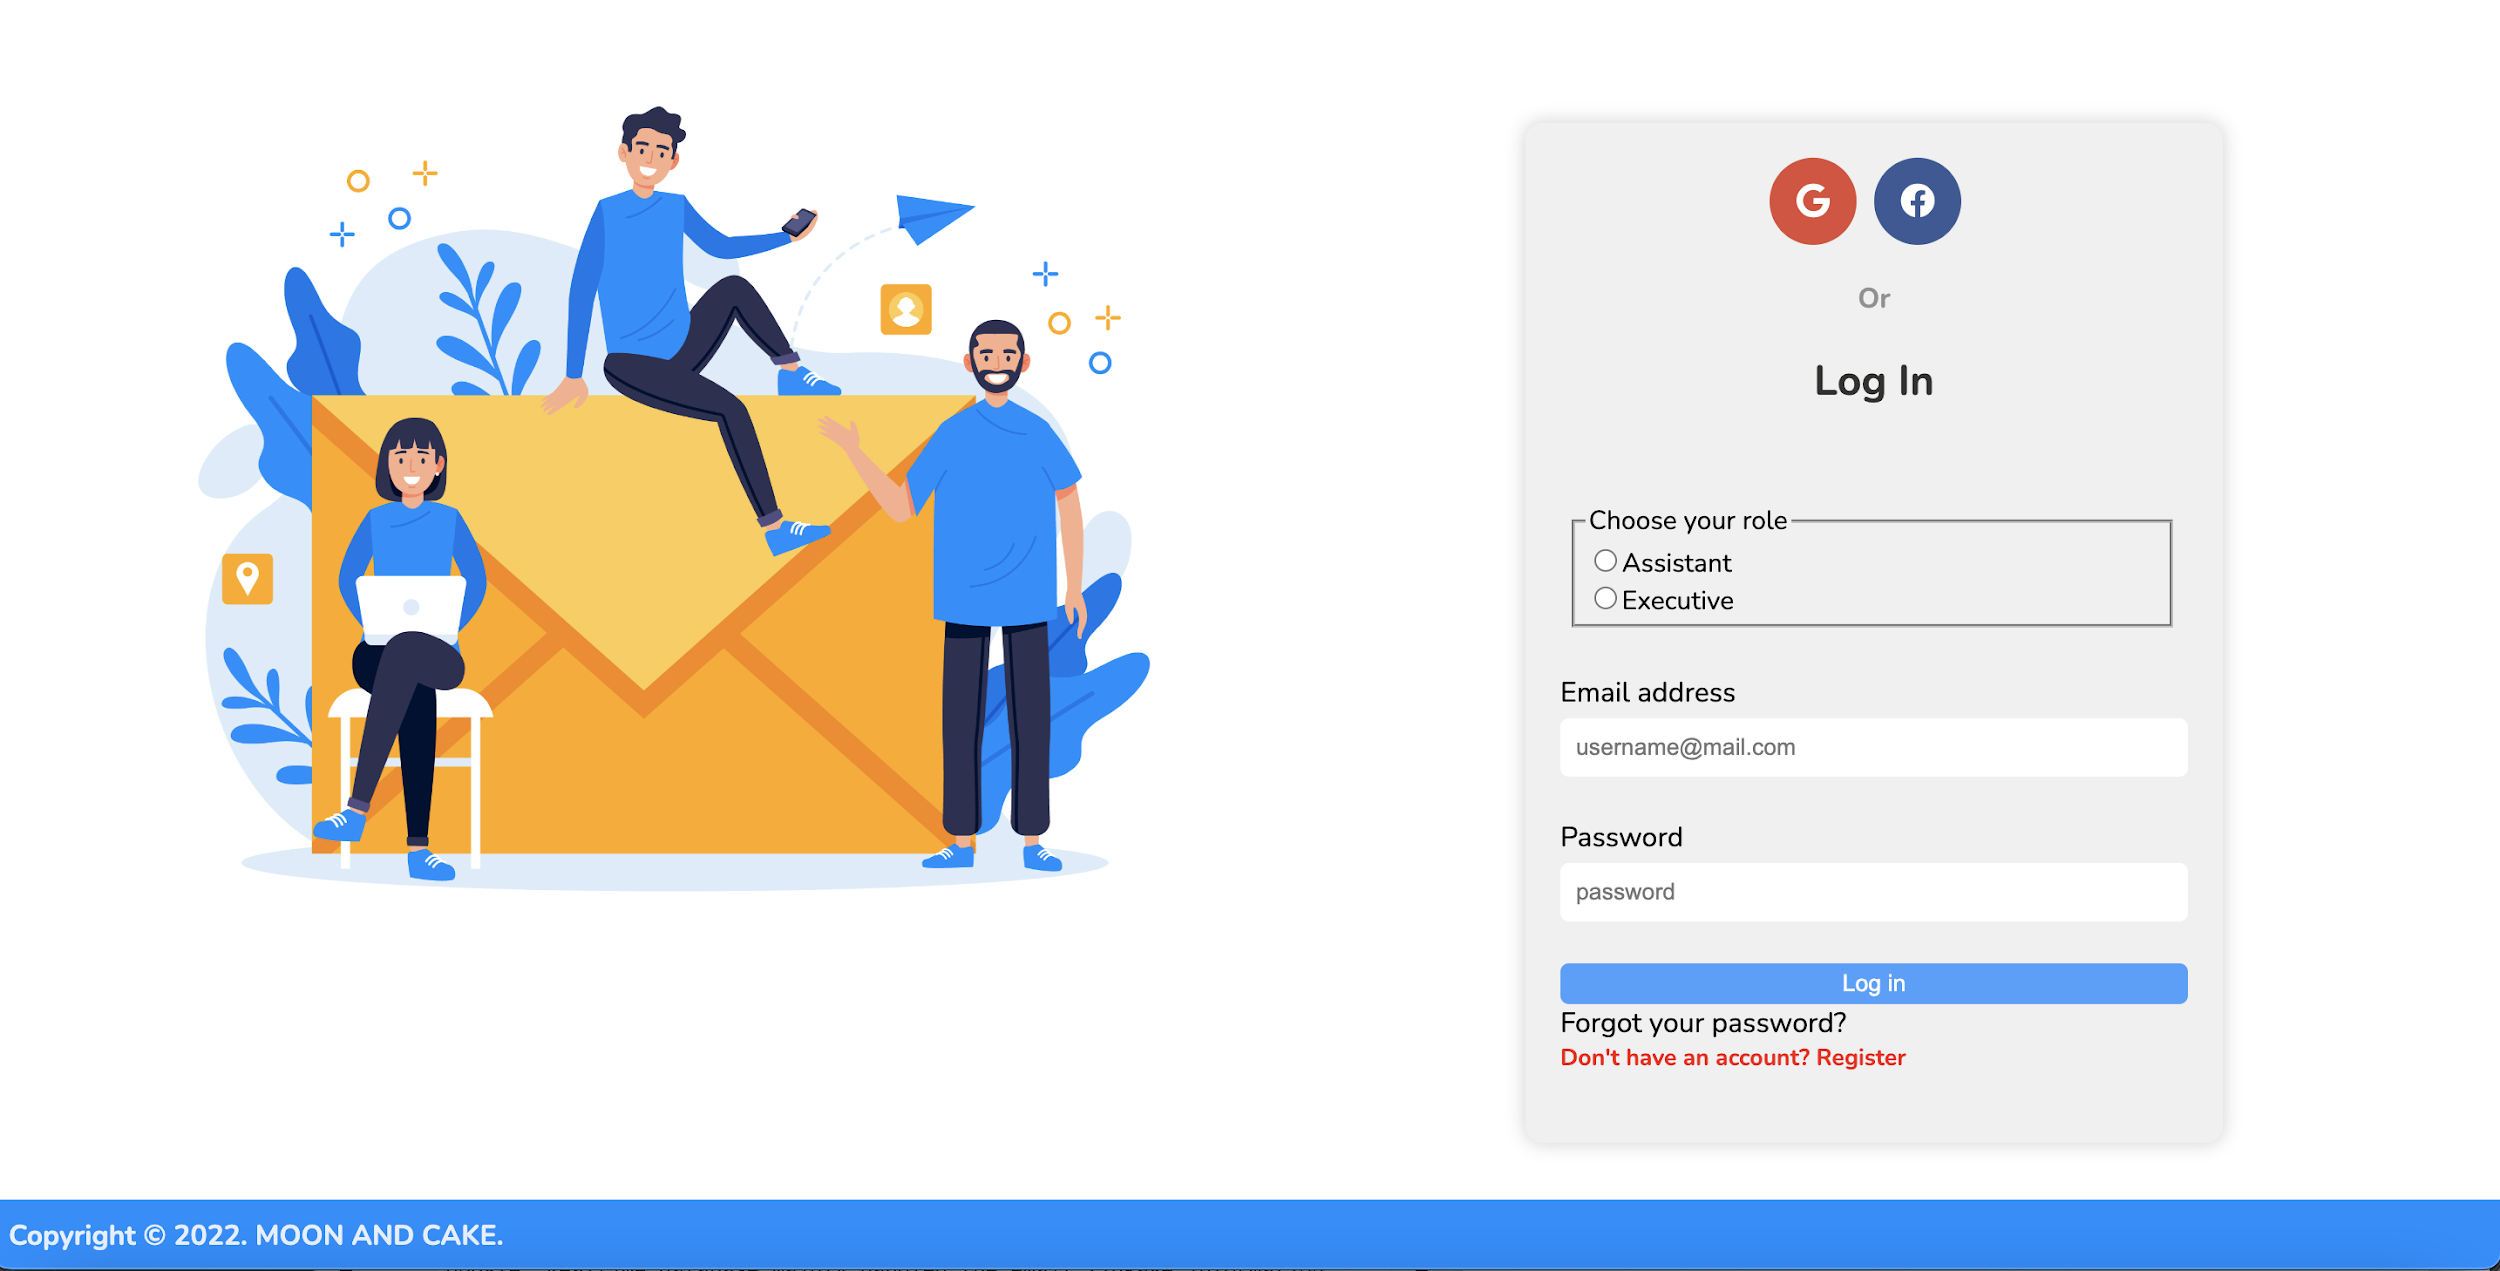 Or
Log In
Choose your role
Assistant
Executive
Email address
username@mail.com
Password
password
Log in
Forgot your password?
Don't have an account? Register
Copyright © 2022. MOON AND CAKE.